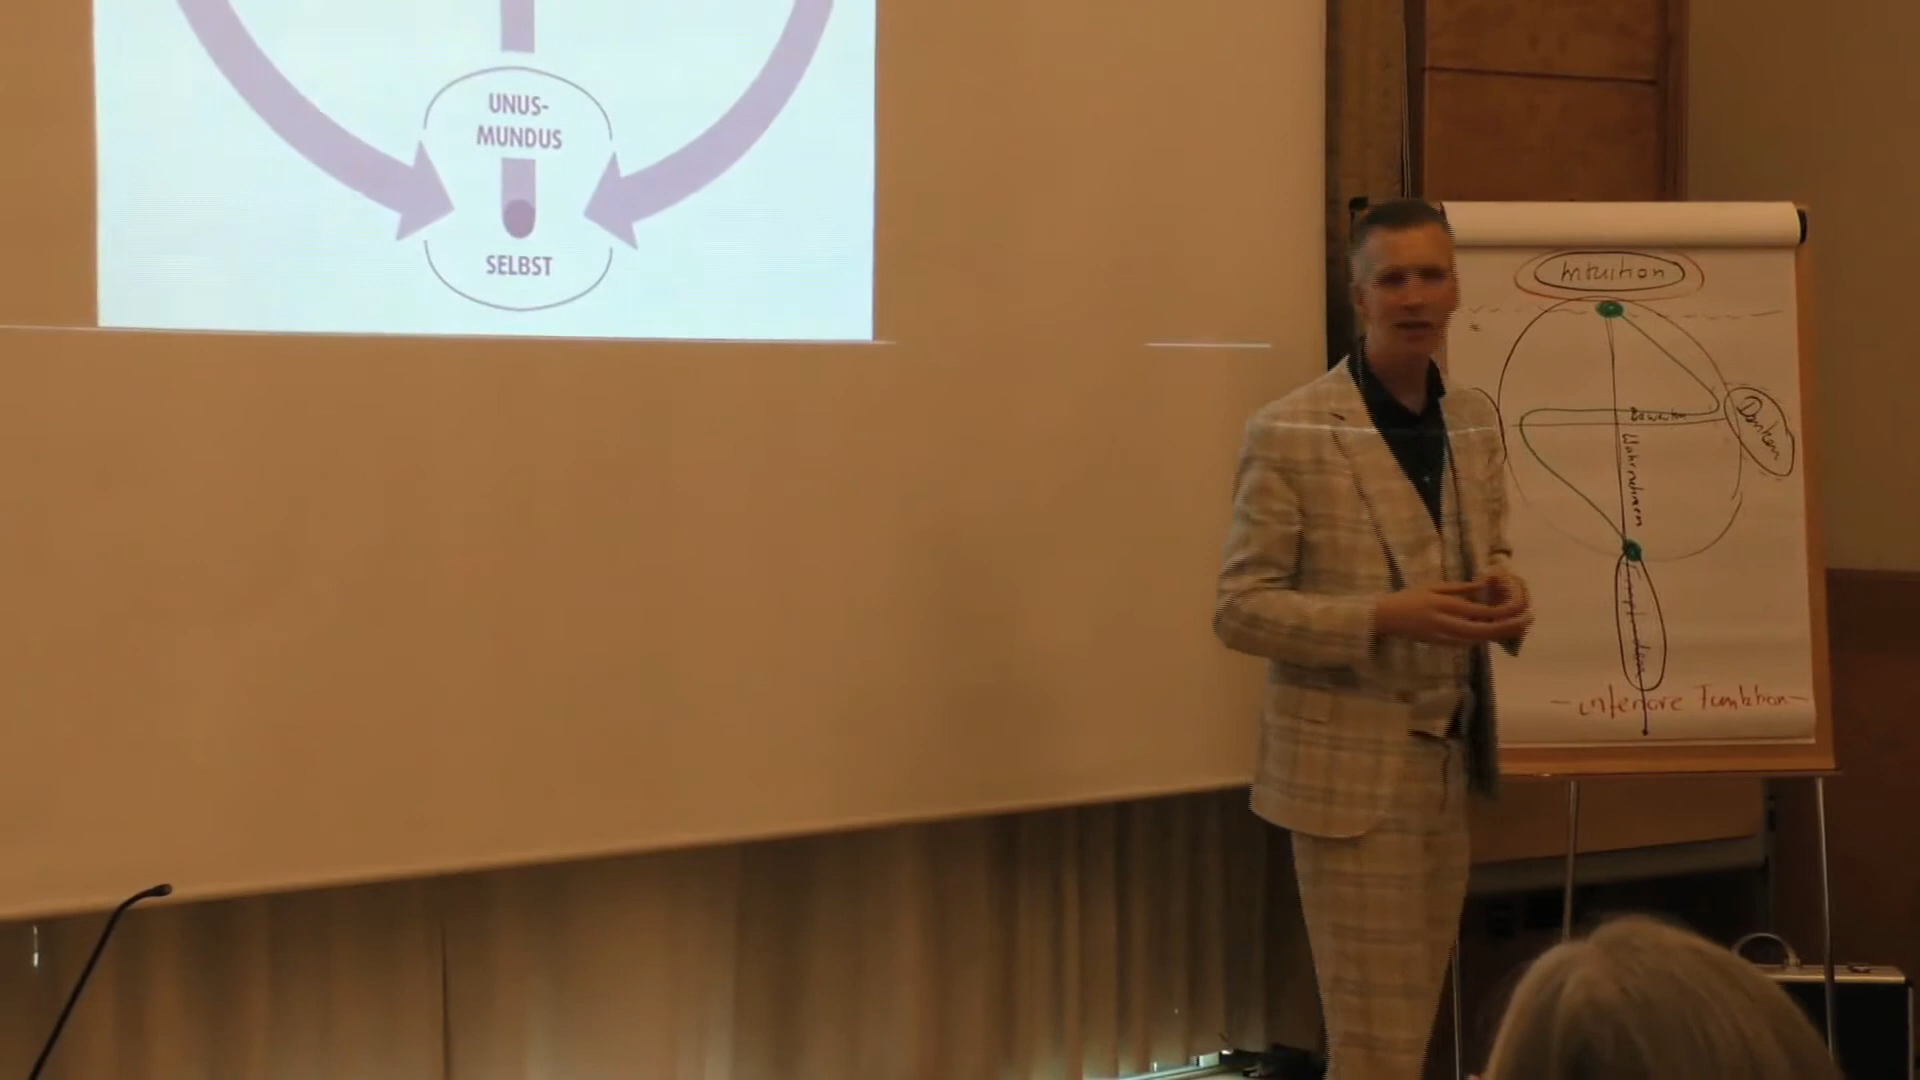 UNUS-
MUNDUS
SELBST
Intuition
Denken
Wahrnehmen
- inferiore Funktion -